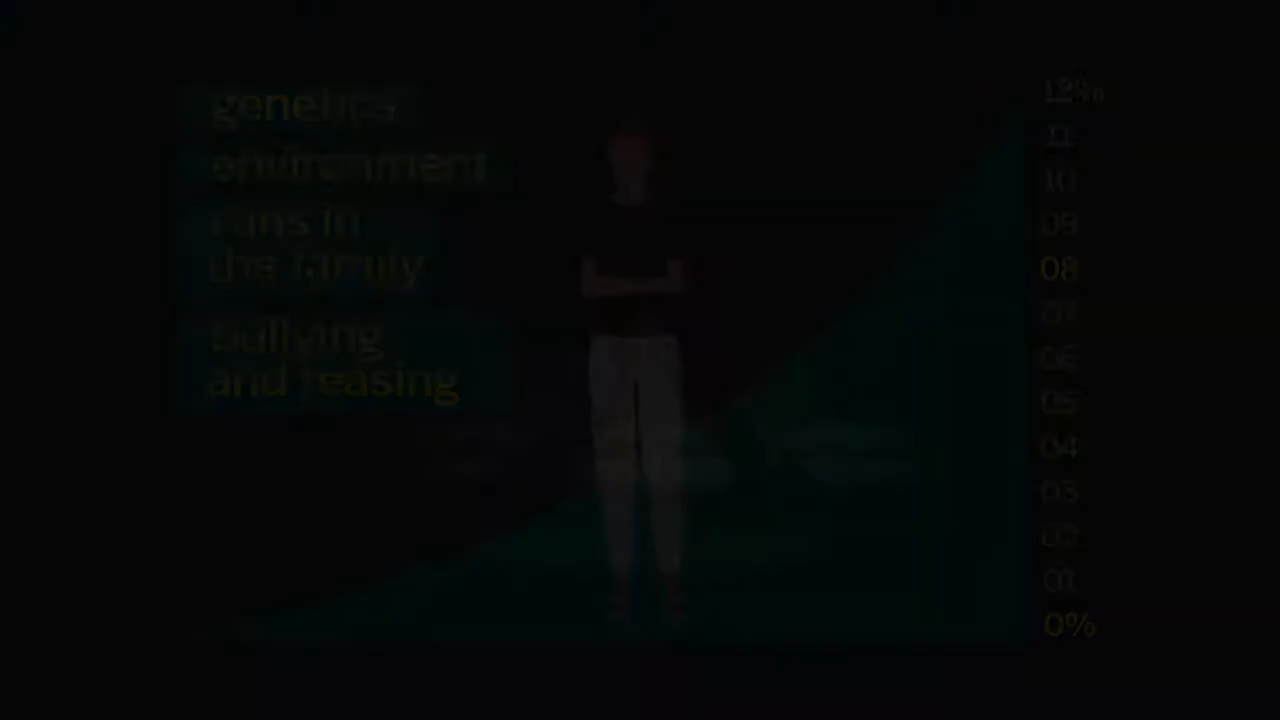 genetics
environment
runs in
the family
bullying
and teasing
12%
11
10
09
08
07
06
05
04
03
02
01
0%